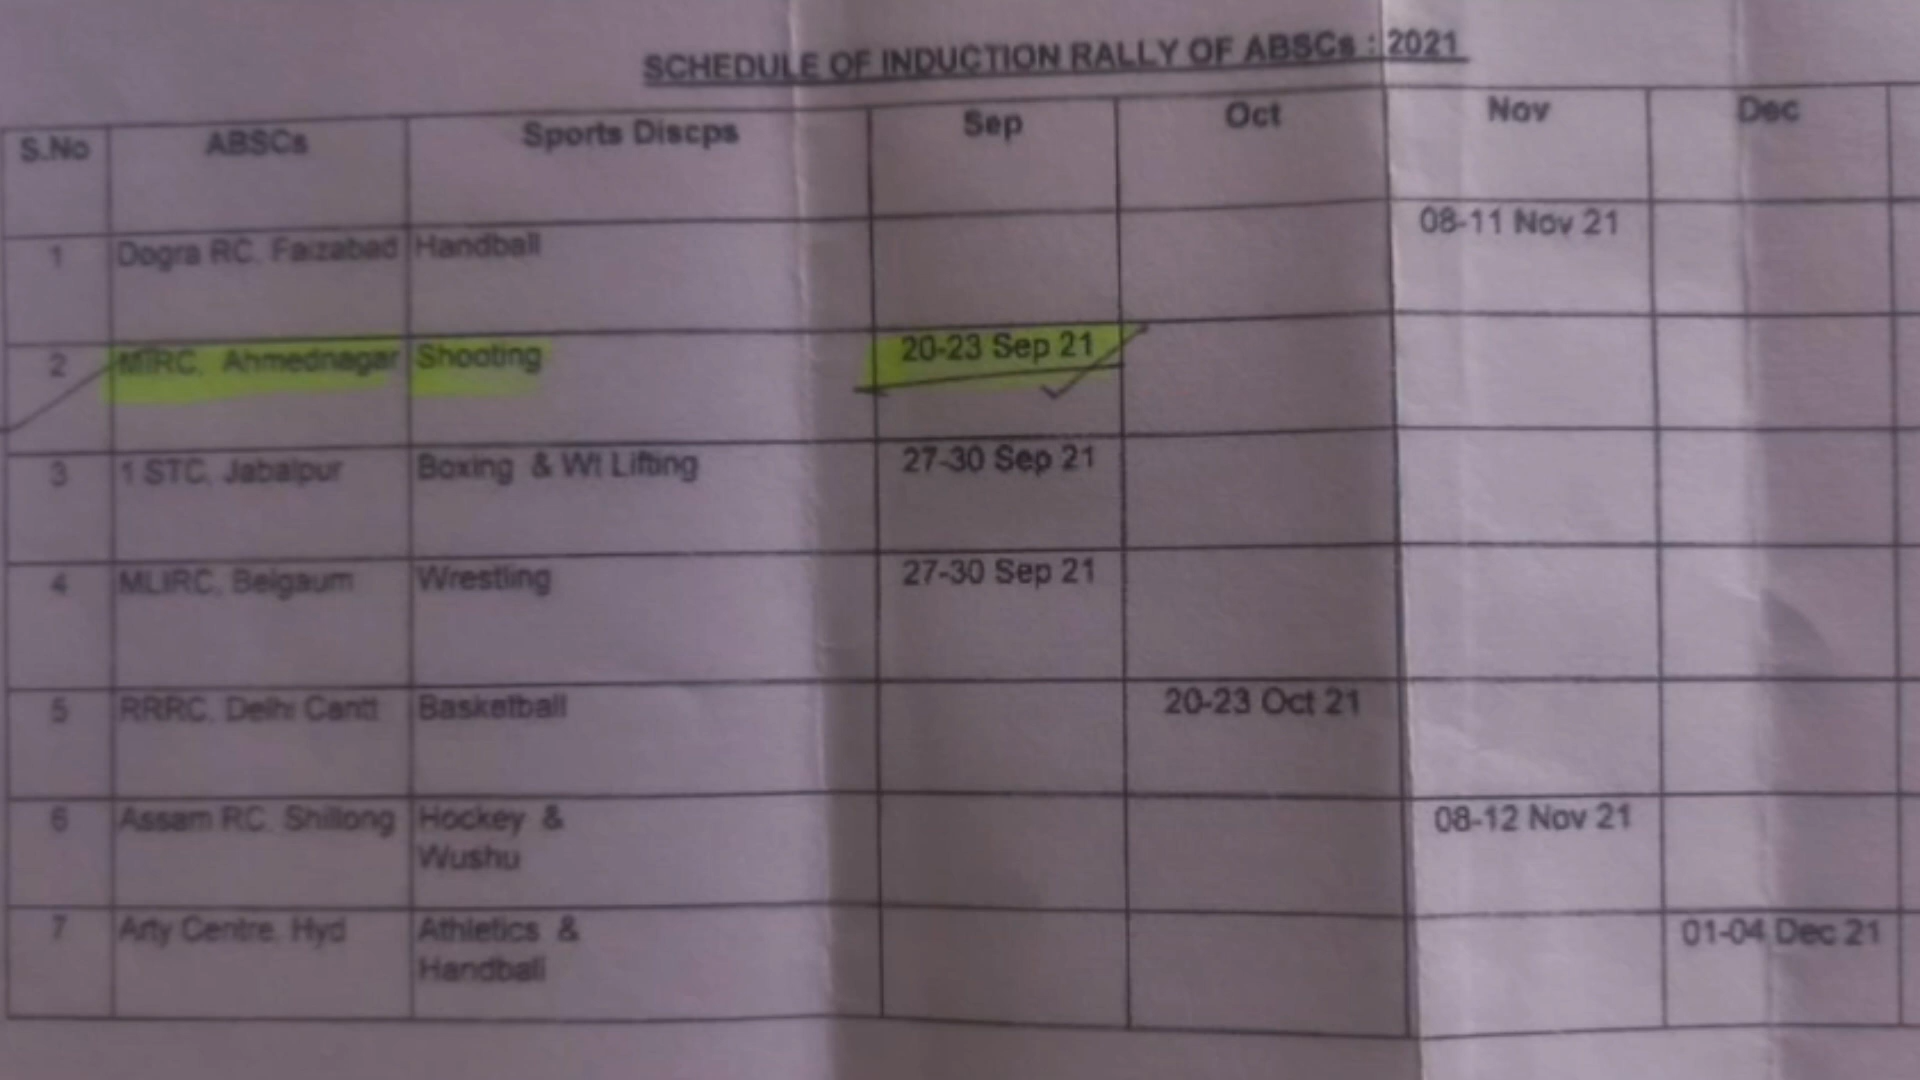 SCHEDULE OF INDUCTION RALLY OF ABSCs : 2021
S.No ABSCs Sports Discps Sep Oct Nov Dec
1 Dogra RC, Faizabad Handball 08-11 Nov 21
2 MIRC, Ahmednagar Shooting 20-23 Sep 21
3 1 STC, Jabalpur Boxing & Wt Lifting 27-30 Sep 21
4 MLIRC, Belgaum Wrestling 27-30 Sep 21
5 RRRC, Delhi Cantt Basketball 20-23 Oct 21
6 Assam RC, Shillong Hockey & 08-12 Nov 21
Wushu
7 Arty Centre, Hyd Athletics & 01-04 Dec 21
Handball